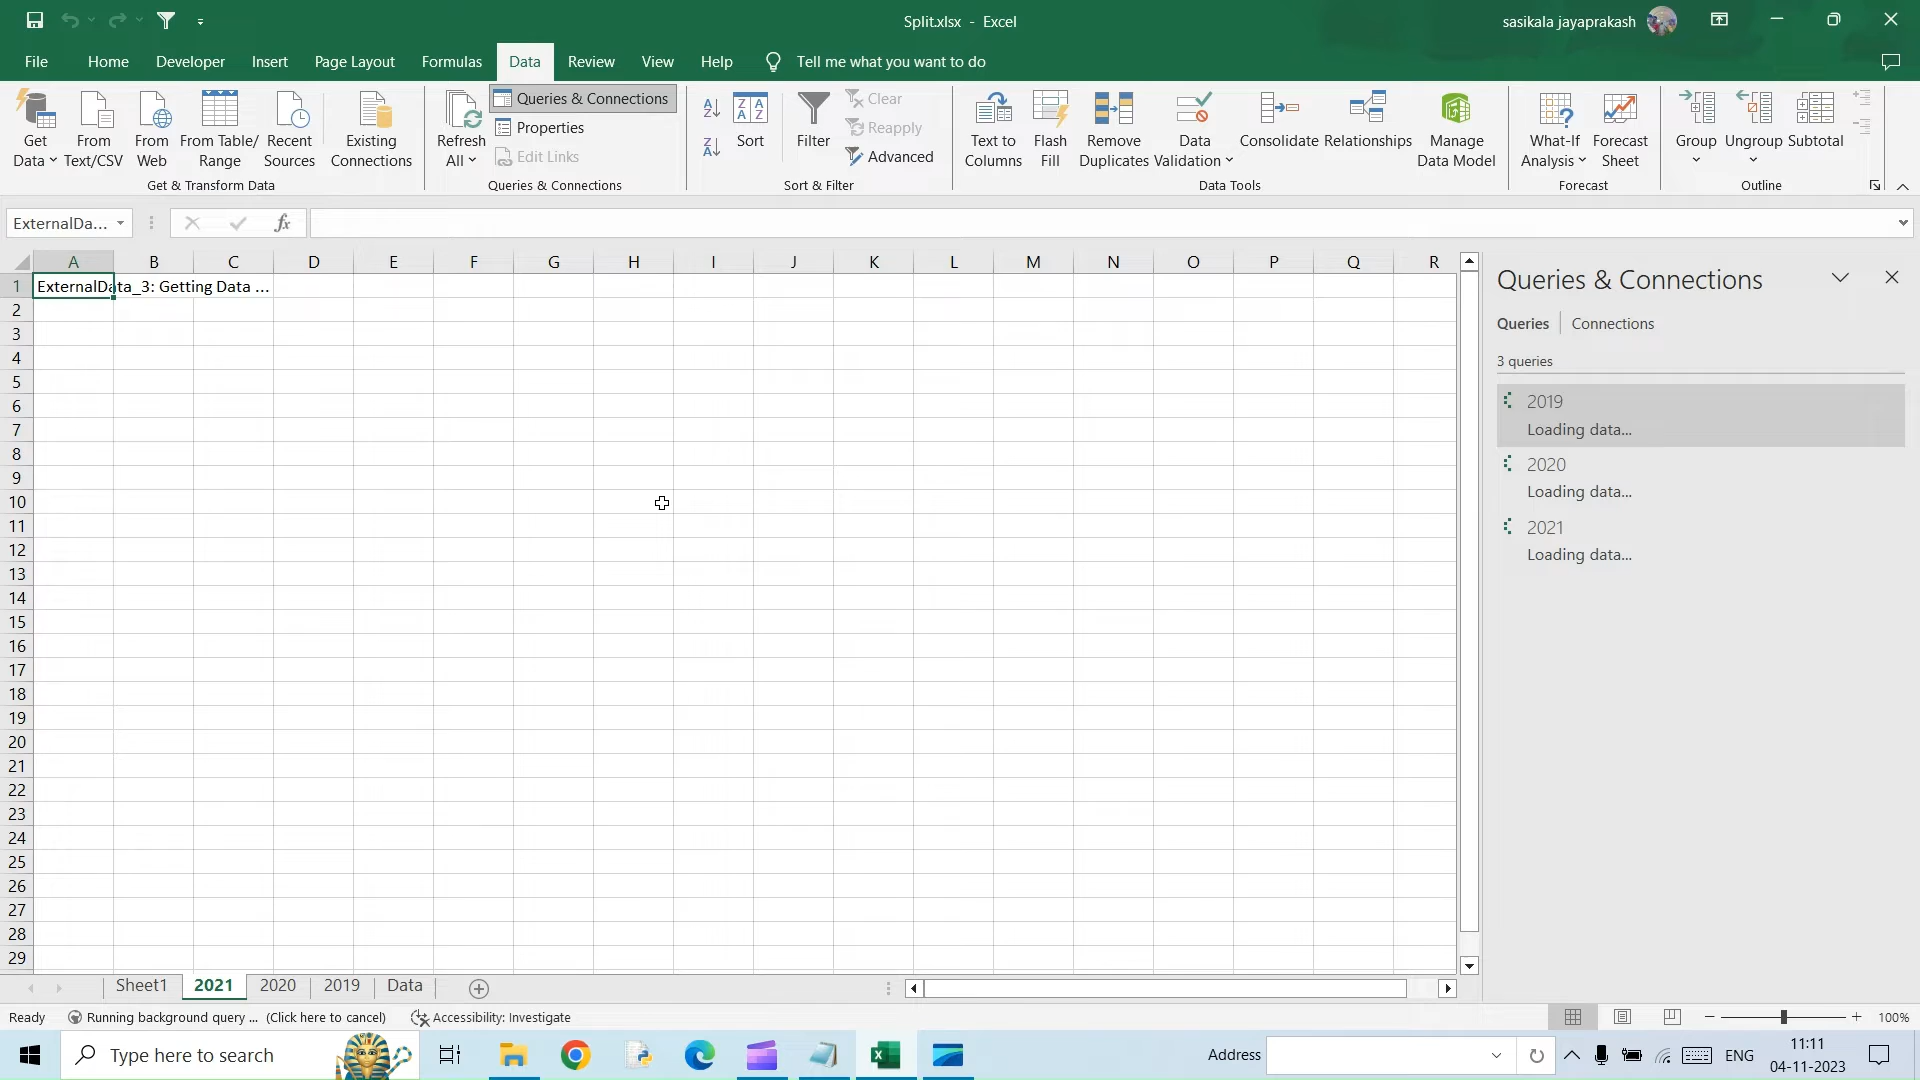 Split.xlsx - Excel
sasikala jayaprakash
File Home Developer Insert Page Layout Formulas Data Review View Help Tell me what you want to do
Get Data
From Text/CSV
From Web
From Table/ Range
Recent Sources
Existing Connections
Get & Transform Data
Refresh All
Queries & Connections
Properties
Edit Links
Queries & Connections
Sort
Filter
Clear
Reapply
Advanced
Sort & Filter
Text to Columns
Flash Fill
Remove Duplicates
Data Validation
Consolidate
Relationships
Manage Data Model
Data Tools
What-If Analysis
Forecast Sheet
Forecast
Group
Ungroup
Subtotal
Outline
ExternalDa... fx
A B C D E F G H I J K L M N O P Q R
1 ExternalData_3: Getting Data ...
2
3
4
5
6
7
8
9
10
11
12
13
14
15
16
17
18
19
20
21
22
23
24
25
26
27
28
29
Queries & Connections
Queries Connections
3 queries
2019
Loading data...
2020
Loading data...
2021
Loading data...
Sheet1 2021 2020 2019 Data
Ready Running background query ... (Click here to cancel) Accessibility: Investigate 100%
Type here to search Address ENG 11:11
04-11-2023